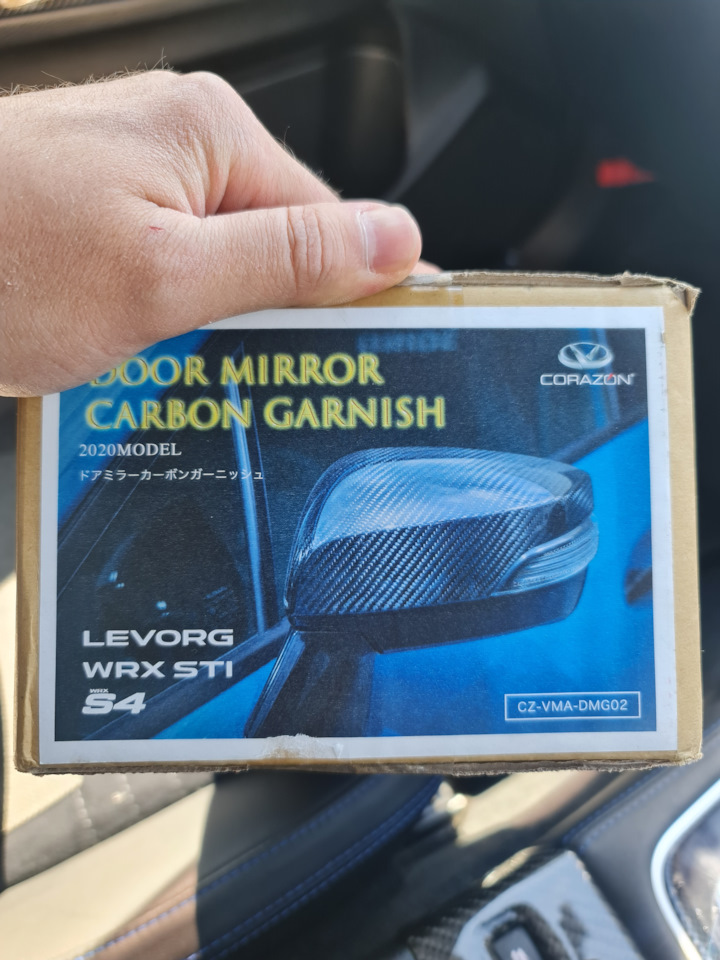 DOOR MIRROR
CARBON GARNISH
2020MODEL
ドアミラーカーボンガーニッシュ
CORAZON
LEVORG
WRX STI
WRX
S4
CZ-VMA-DMG02